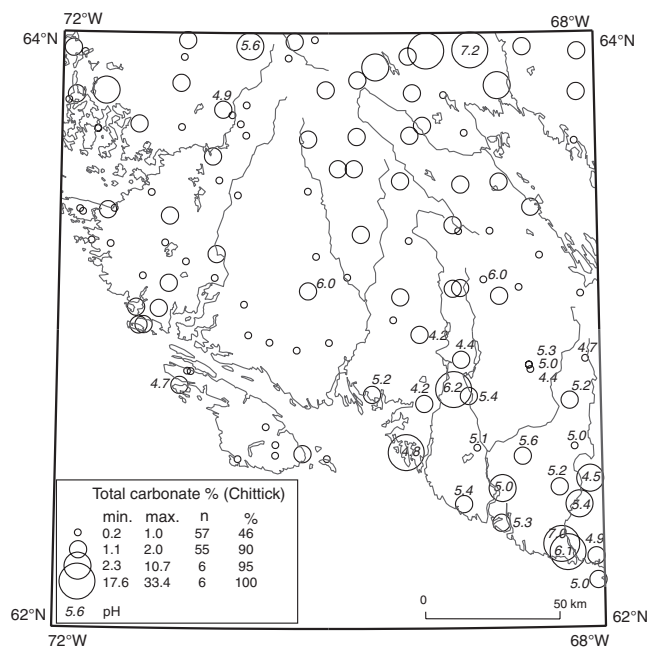 72°W 68°W
64°N 64°N
5.6 7.2
4.9
6.0 6.0
4.2
4.4 5.3 4.7
5.0
4.7 5.2 4.2 6.2 5.4 4.4 5.2
4.8 5.1 5.6 5.0
5.4 5.0 5.2 4.5
5.4
5.3 7.0 4.9
6.1
5.0
Total carbonate % (Chittick)
min. max. n %
0.2 1.0 57 46
1.1 2.0 55 90
2.3 10.7 6 95
17.6 33.4 6 100
5.6 pH
0 50 km
62°N 62°N
72°W 68°W